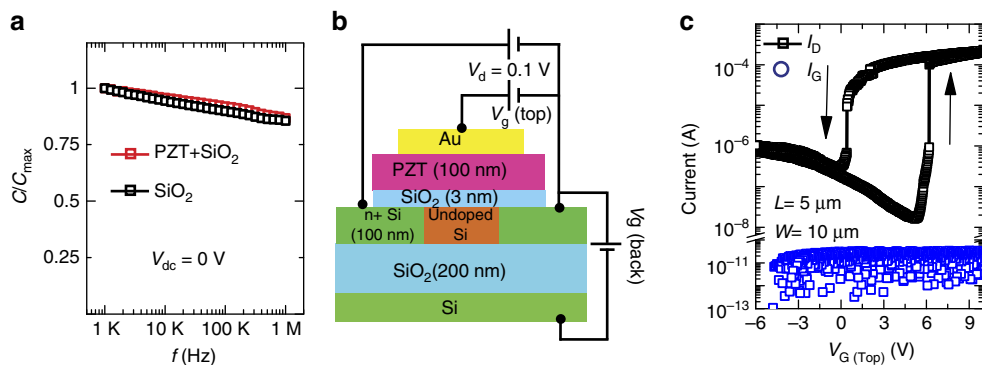 a
C/Cmax
1
0.75
0.5
0.25
PZT+SiO2
SiO2
Vdc = 0 V
1 K 10 K 100 K 1 M
f (Hz)
b
Vd = 0.1 V
Vg (top)
Au
PZT (100 nm)
SiO2 (3 nm)
n+ Si
(100 nm)
Undoped
Si
SiO2(200 nm)
Si
Vg (back)
c
Current (A)
10–4
10–6
10–8
10–11
10–13
ID
IG
L= 5 μm
W= 10 μm
–6 –3 0 3 6 9
VG (Top) (V)